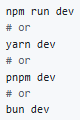 npm run dev
# or
yarn dev
# or
pnpm dev
# or
bun dev